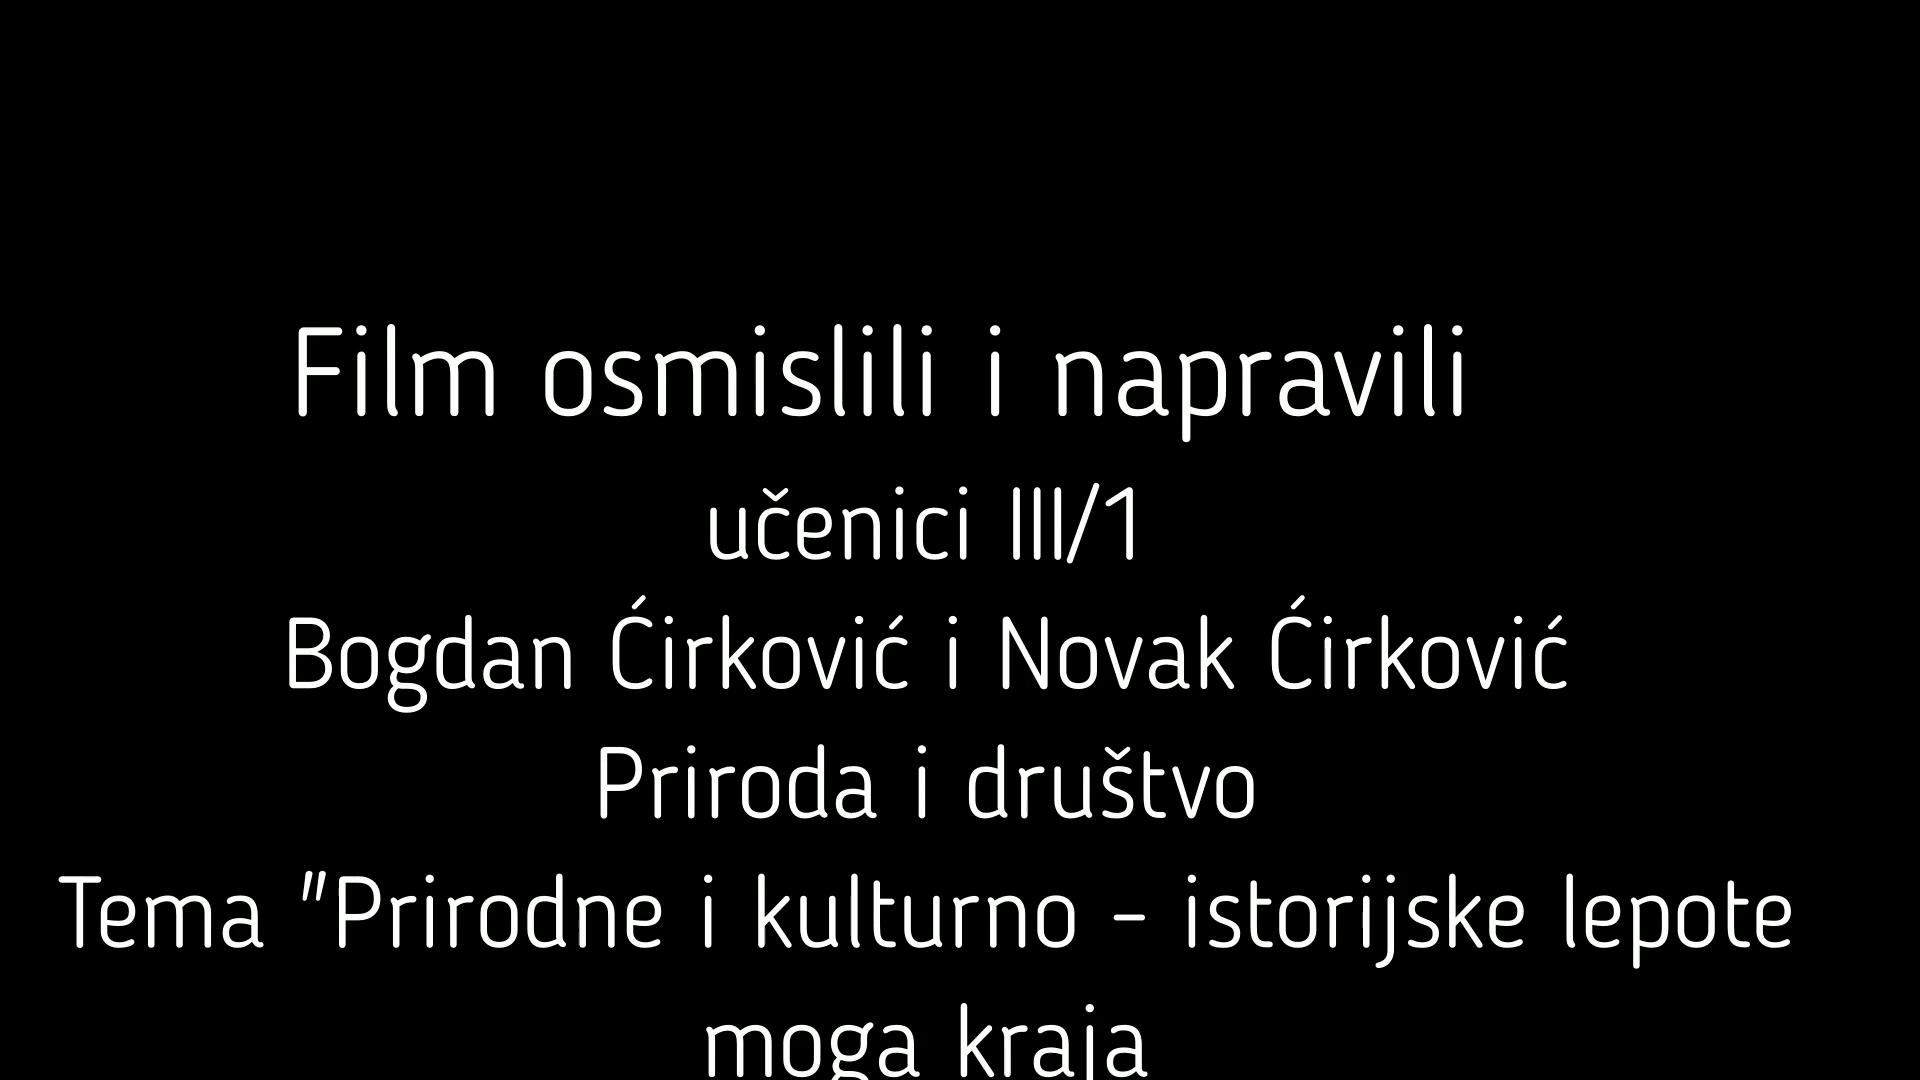 Film osmislili i napravili
učenici III/1
Bogdan Ćirković i Novak Ćirković
Priroda i društvo
Tema "Prirodne i kulturno - istorijske lepote
moga kraja